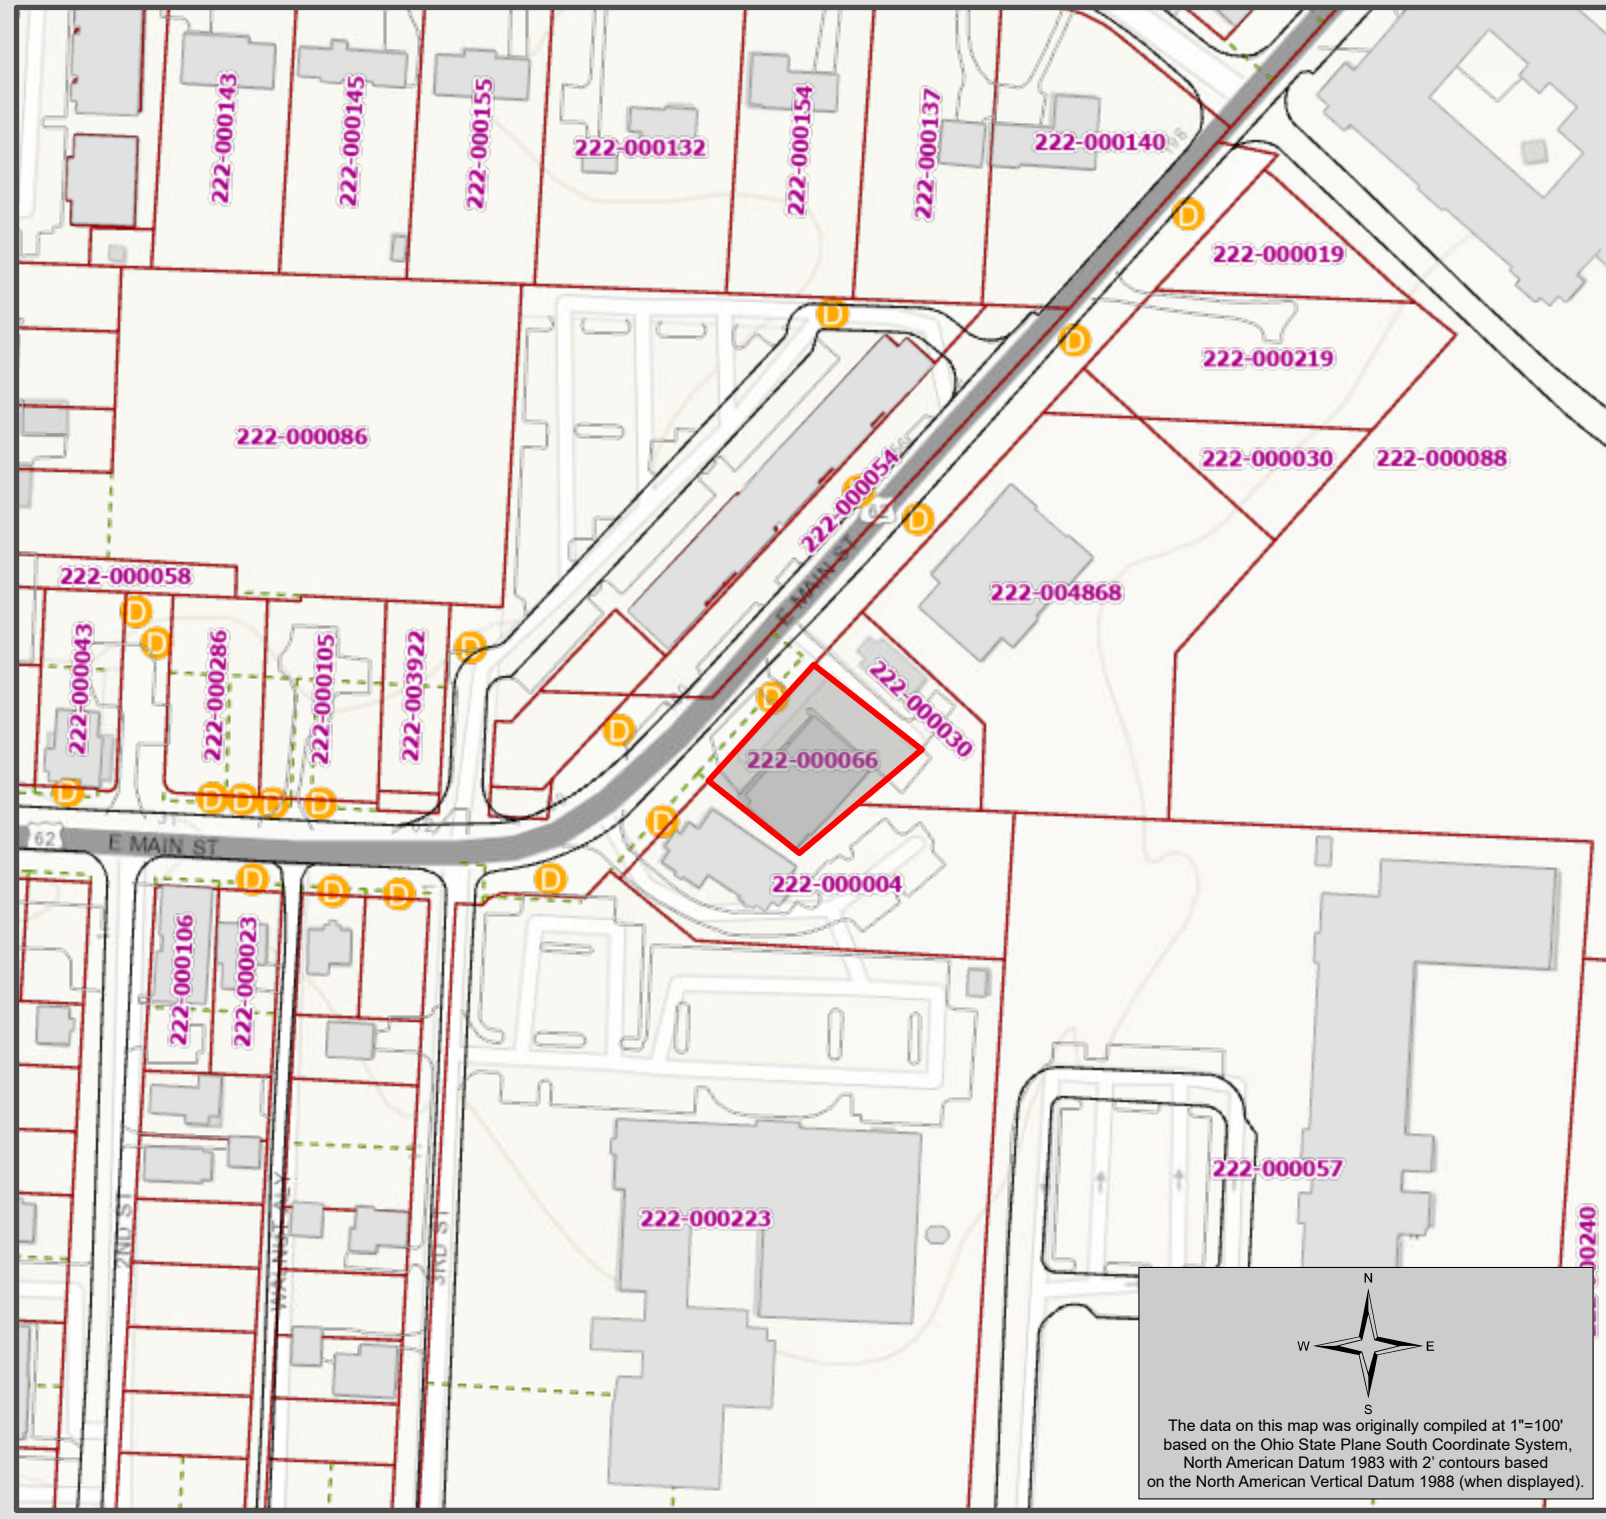 222-000143
222-000145
222-000155
222-000132
222-000154
222-000137
222-000140
D
222-000019
D
D
222-000219
222-000086
222-000030
222-000088
222-000054
D
62
D
E MAIN ST
222-000058
222-004868
D
D
222-000043
222-000286
222-000105
222-003922
D
D
D
222-000030
222-000066
D
D
D
D
D
D
62
E MAIN ST
D
D
D
D
222-000004
222-000106
222-000023
222-000057
2ND ST
WALNUT ALY
3RD ST
222-000223
N
W
E
S
The data on this map was originally compiled at 1"=100'
based on the Ohio State Plane South Coordinate System,
North American Datum 1983 with 2' contours based
on the North American Vertical Datum 1988 (when displayed).